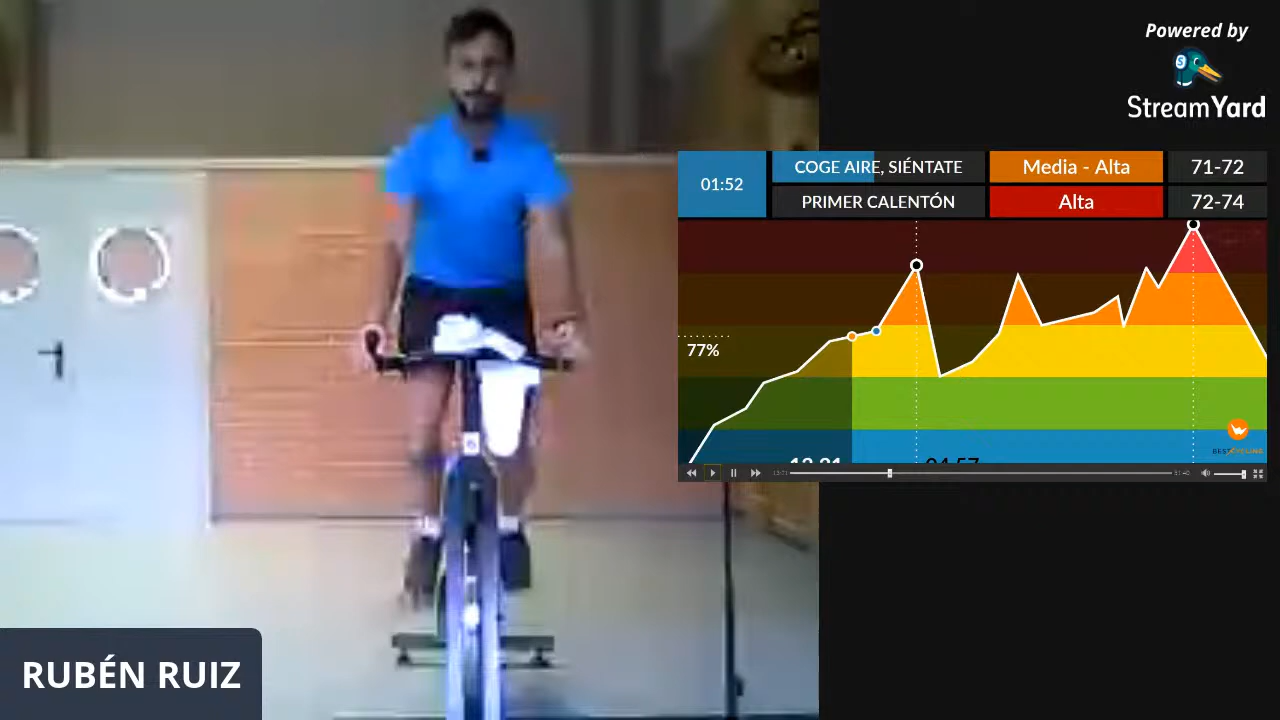 Powered by
StreamYard
01:52
COGE AIRE, SIÉNTATE
Media - Alta
71-72
PRIMER CALENTÓN
Alta
72-74
77%
RUBÉN RUIZ